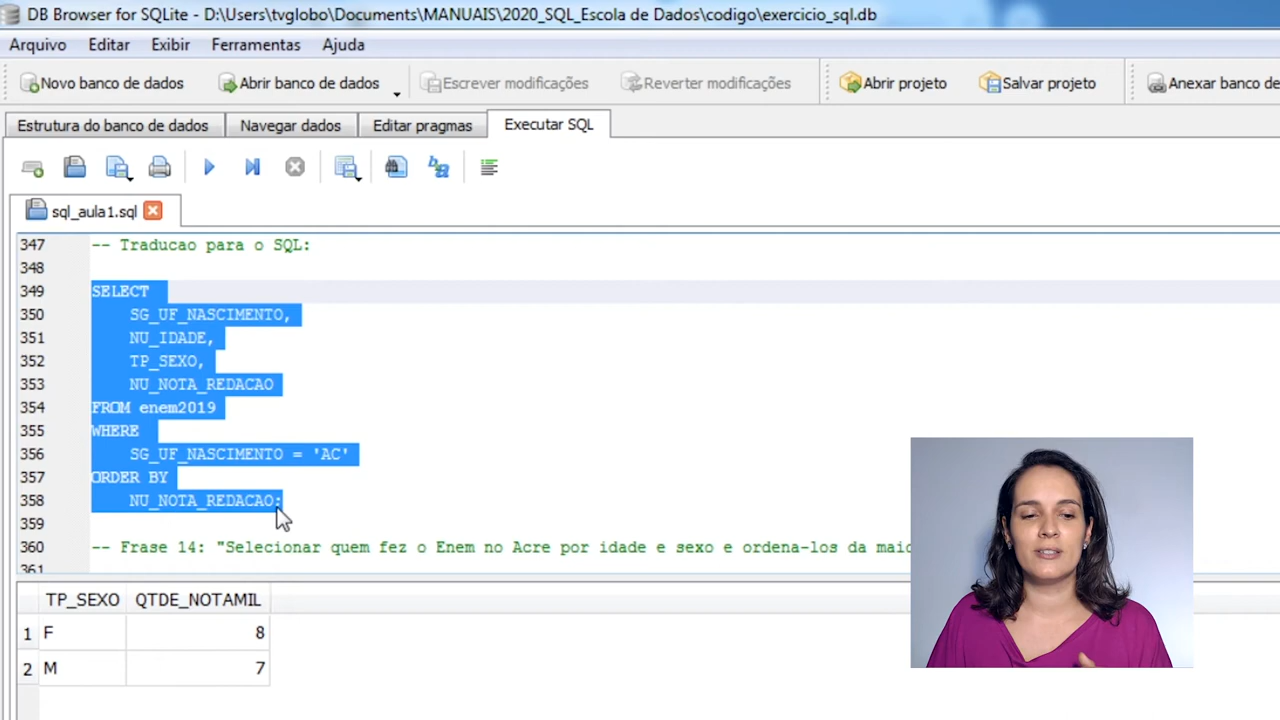 DB Browser for SQLite - D:\Users\tvglobo\Documents\MANUAIS\2020_SQL_Escola de Dados\codigo\exercicio_sql.db
Arquivo Editar Exibir Ferramentas Ajuda
Novo banco de dados Abrir banco de dados Escrever modificações Reverter modificações Abrir projeto Salvar projeto Anexar banco de
Estrutura do banco de dados Navegar dados Editar pragmas Executar SQL
sql_aula1.sql
347 -- Traducao para o SQL:
348
349 SELECT
350 SG_UF_NASCIMENTO,
351 NU_IDADE,
352 TP_SEXO,
353 NU_NOTA_REDACAO
354 FROM enem2019
355 WHERE
356 SG_UF_NASCIMENTO = 'AC'
357 ORDER BY
358 NU_NOTA_REDACAO;
359
360 -- Frase 14: "Selecionar quem fez o Enem no Acre por idade e sexo e ordena-los da maio
361
TP_SEXO QTDE_NOTAMIL
1 F 8
2 M 7